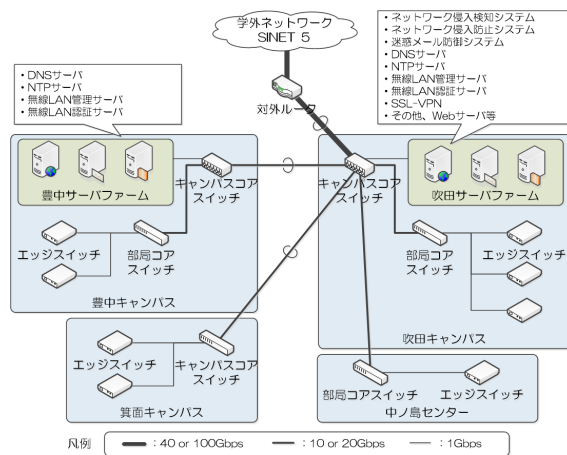 学外ネットワーク
SINET 5
対外ルータ
・DNSサーバ
・NTPサーバ
・無線LAN管理サーバ
・無線LAN認証サーバ
・ネットワーク侵入検知システム
・ネットワーク侵入防止システム
・迷惑メール防御システム
・DNSサーバ
・NTPサーバ
・無線LAN管理サーバ
・無線LAN認証サーバ
・SSL-VPN
・その他、Webサーバ等
豊中サーバファーム
キャンパスコア
スイッチ
エッジスイッチ
部局コア
スイッチ
豊中キャンパス
キャンパスコア
スイッチ
吹田サーバファーム
部局コア
スイッチ
エッジスイッチ
吹田キャンパス
エッジスイッチ
キャンパスコア
スイッチ
箕面キャンパス
部局コアスイッチ
エッジスイッチ
中ノ島センター
凡例
：40 or 100Gbps
：10 or 20Gbps
：1Gbps